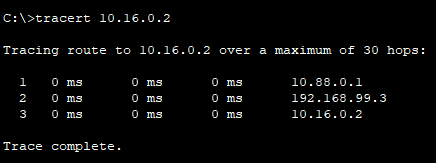 C:\>tracert 10.16.0.2
Tracing route to 10.16.0.2 over a maximum of 30 hops:
1 0 ms 0 ms 0 ms 10.88.0.1
2 0 ms 0 ms 0 ms 192.168.99.3
3 0 ms 0 ms 0 ms 10.16.0.2
Trace complete.